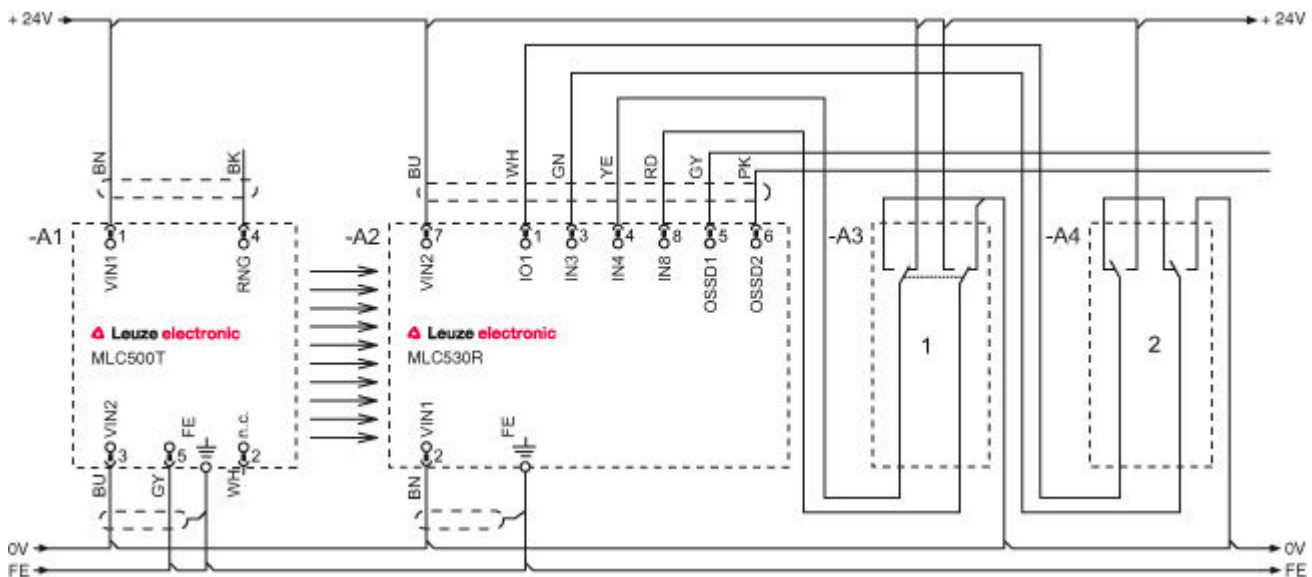 + 24V
+ 24V
BN
BK
BU
WH
GN
YE
RD
GY
PK
-A1
1
4
-A2
7
1
3
4
8
5
6
-A3
-A4
VIN1
RNG
VIN2
IO1
IN3
IN4
IN8
OSSD1
OSSD2
Leuze electronic
MLC500T
Leuze electronic
MLC530R
1
2
VIN2
FE
n.c.
VIN1
FE
3
5
2
2
BU
GY
WH
BN
0V
0V
FE
FE